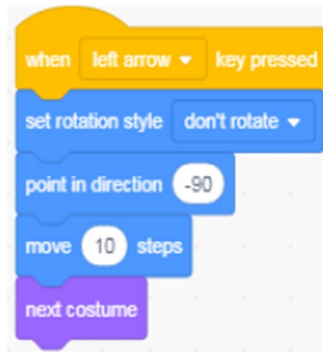 when left arrow key pressed
set rotation style don't rotate
point in direction -90
move 10 steps
next costume